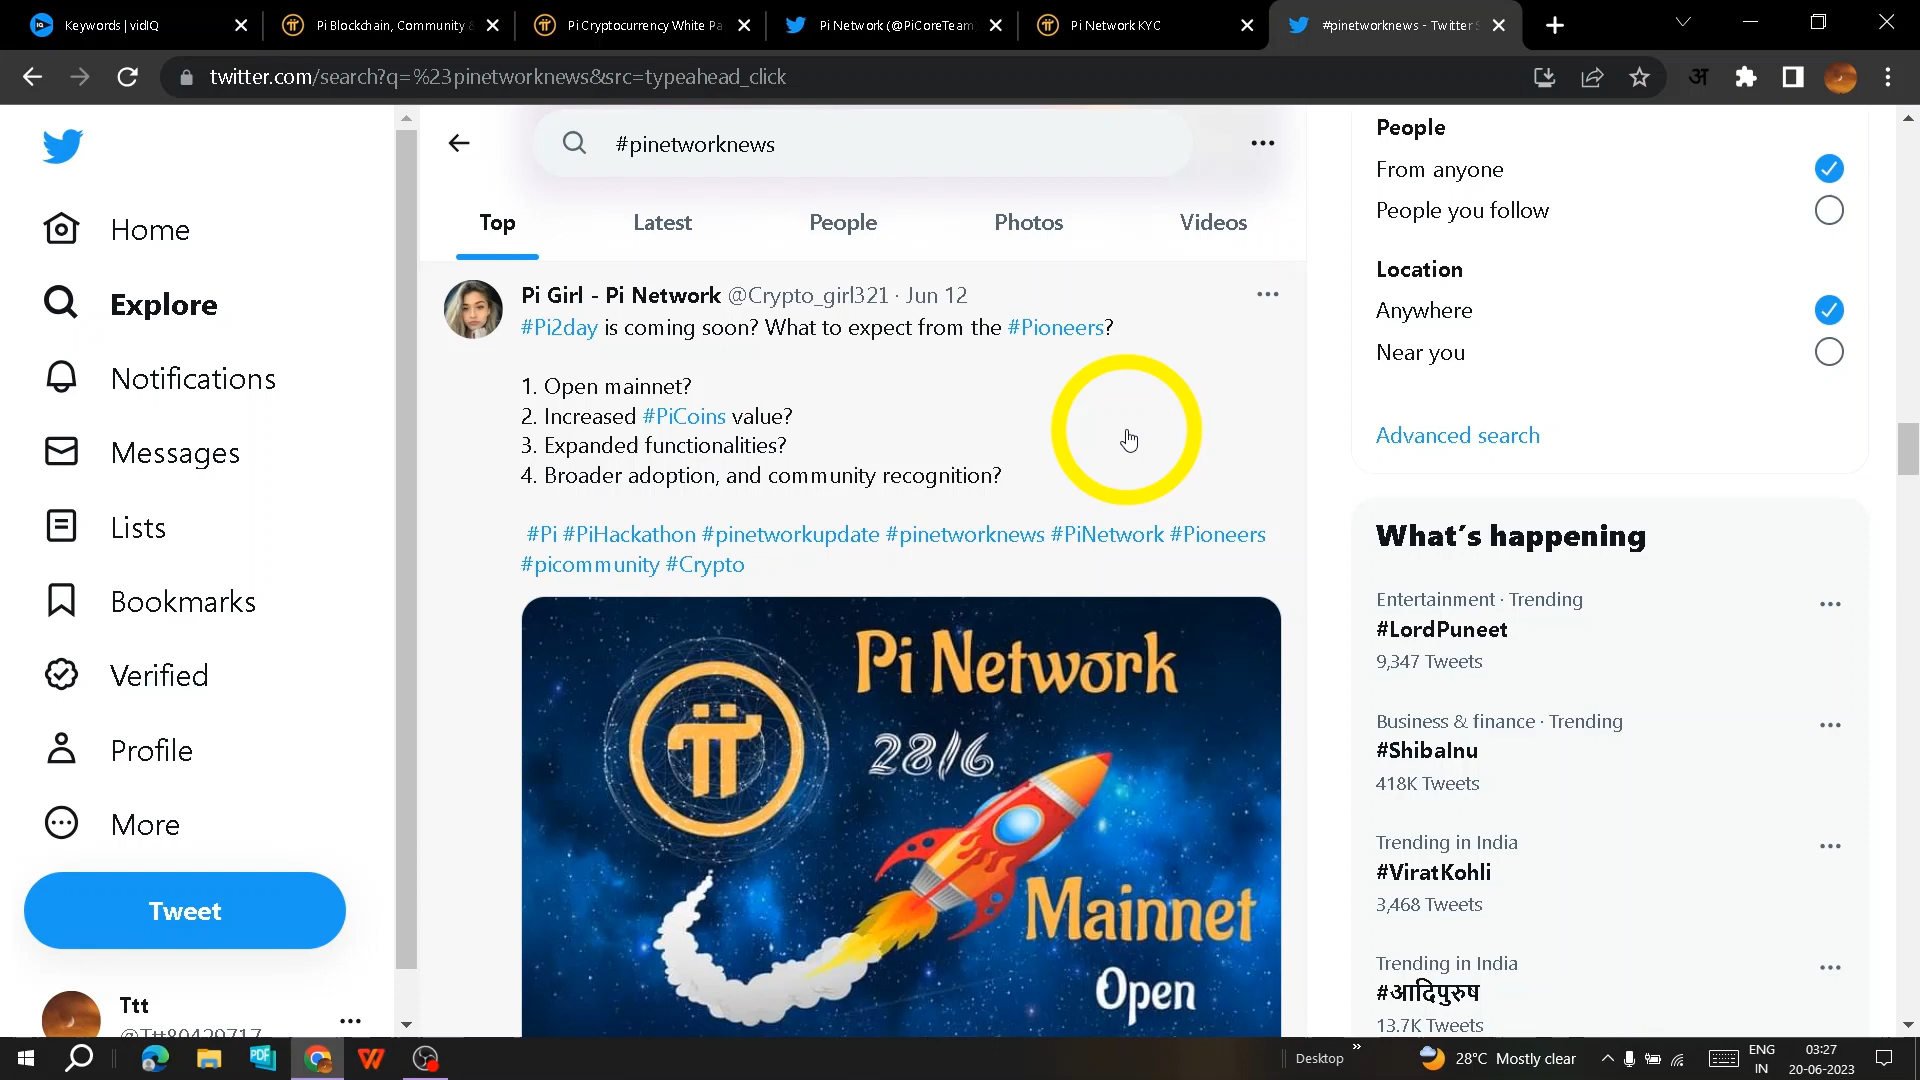 Keywords | vidIQ
Pi Blockchain, Community &
Pi Cryptocurrency White Pa
Pi Network (@PiCoreTeam
Pi Network KYC
#pinetworknews - Twitter S
twitter.com/search?q=%23pinetworknews&src=typeahead_click
अ
Home
Explore
Notifications
Messages
Lists
Bookmarks
Verified
Profile
More
Tweet
Ttt
@Ttt80429717
#pinetworknews
Top Latest People Photos Videos
Pi Girl - Pi Network @Crypto_girl321 · Jun 12
#Pi2day is coming soon? What to expect from the #Pioneers?
1. Open mainnet?
2. Increased #PiCoins value?
3. Expanded functionalities?
4. Broader adoption, and community recognition?
#Pi #PiHackathon #pinetworkupdate #pinetworknews #PiNetwork #Pioneers
#picommunity #Crypto
Pi Network
28/6
Mainnet
Open
People
From anyone
People you follow
Location
Anywhere
Near you
Advanced search
What's happening
Entertainment · Trending
#LordPuneet
9,347 Tweets
Business & finance · Trending
#ShibaInu
418K Tweets
Trending in India
#ViratKohli
3,468 Tweets
Trending in India
#आदिपुरुष
13.7K Tweets
PDF
W
Desktop
28°C Mostly clear
ENG
IN
03:27
20-06-2023